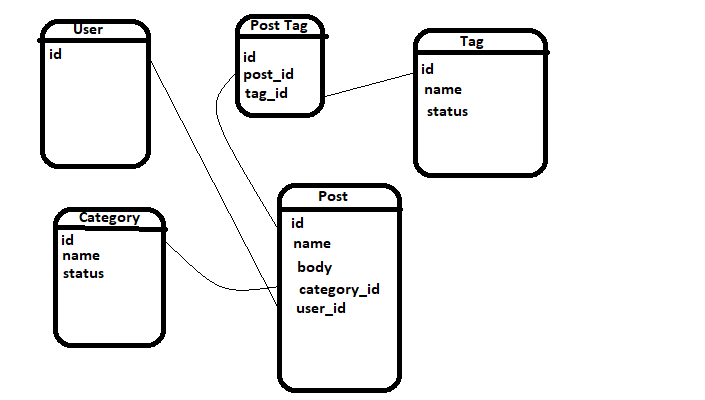 User
id
Post Tag
id
post_id
tag_id
Tag
id
name
status
Category
id
name
status
Post
id
name
body
category_id
user_id